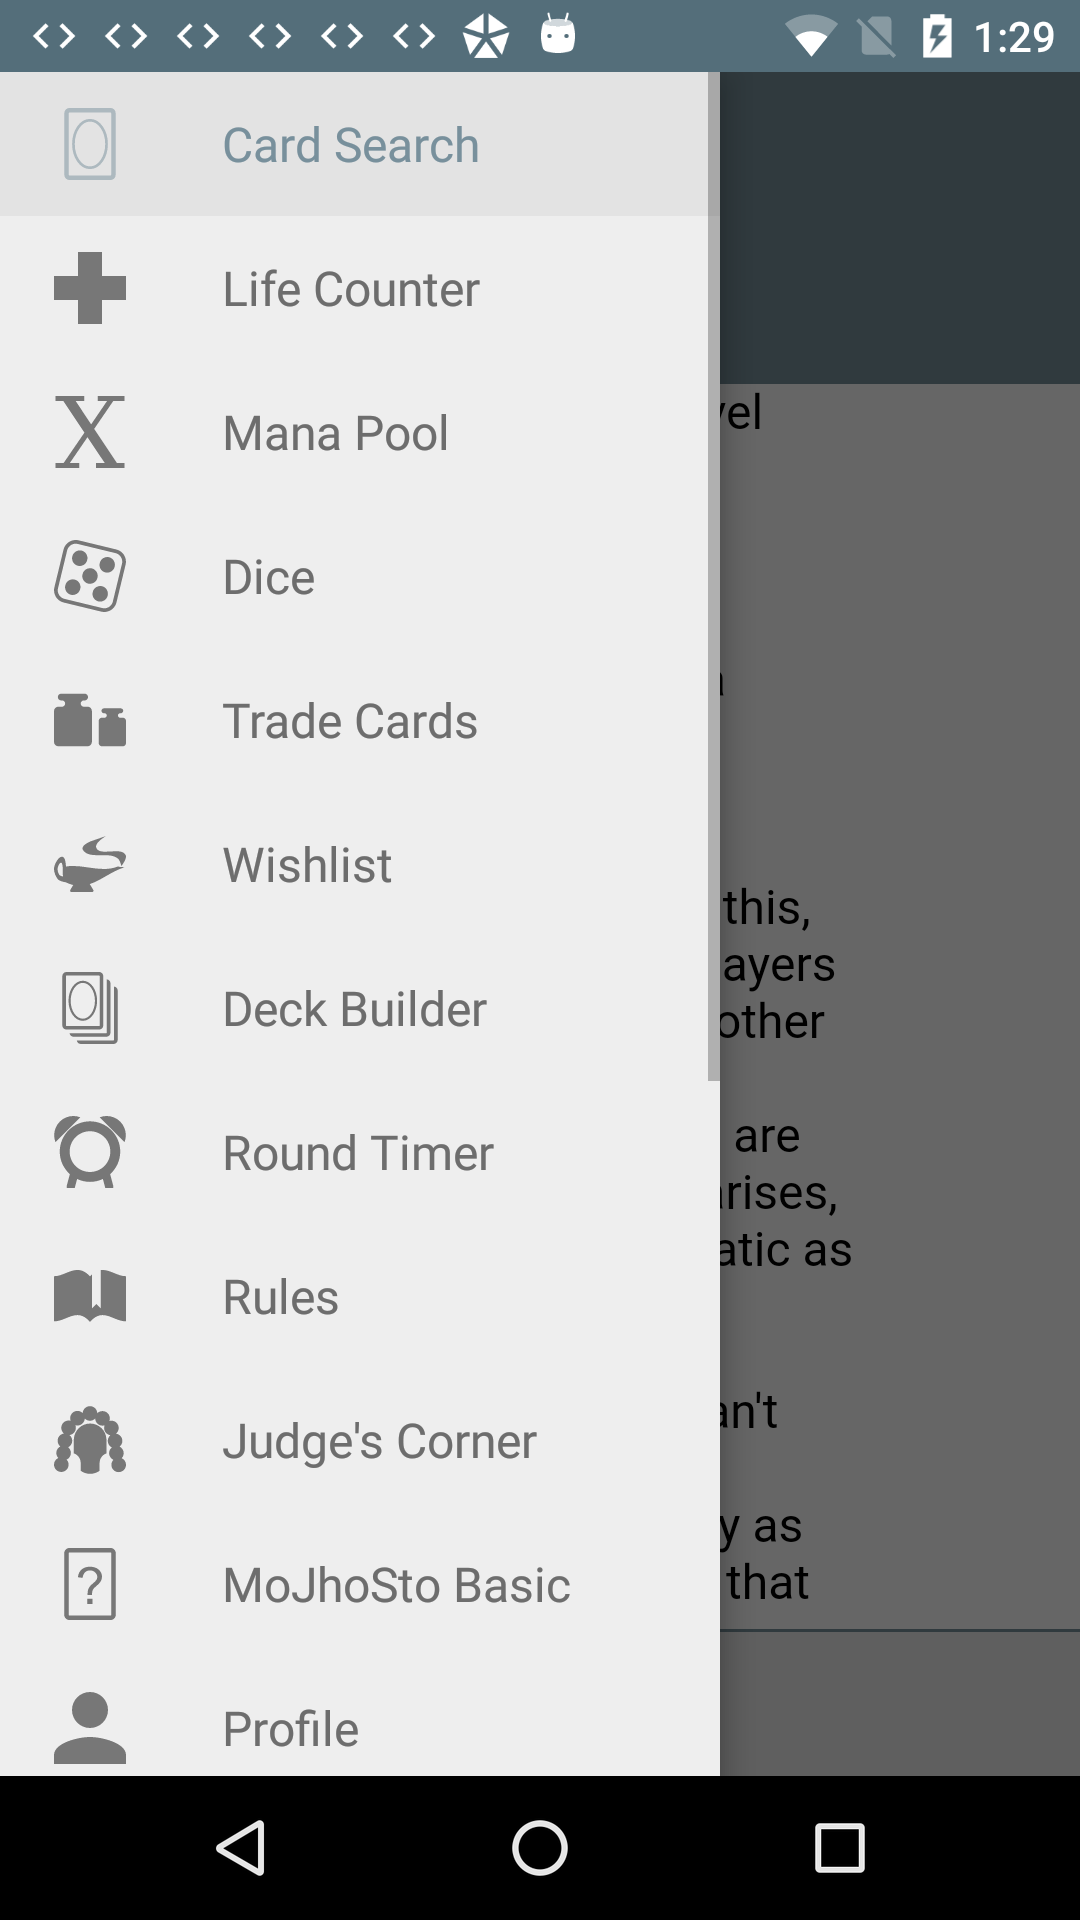 1:29
Card Search
Life Counter
X
Mana Pool
Dice
Trade Cards
Wishlist
Deck Builder
Round Timer
Rules
Judge's Corner
?
MoJhoSto Basic
Profile
this,
ayers
other
are
rises,
atic as
an't
y as
that